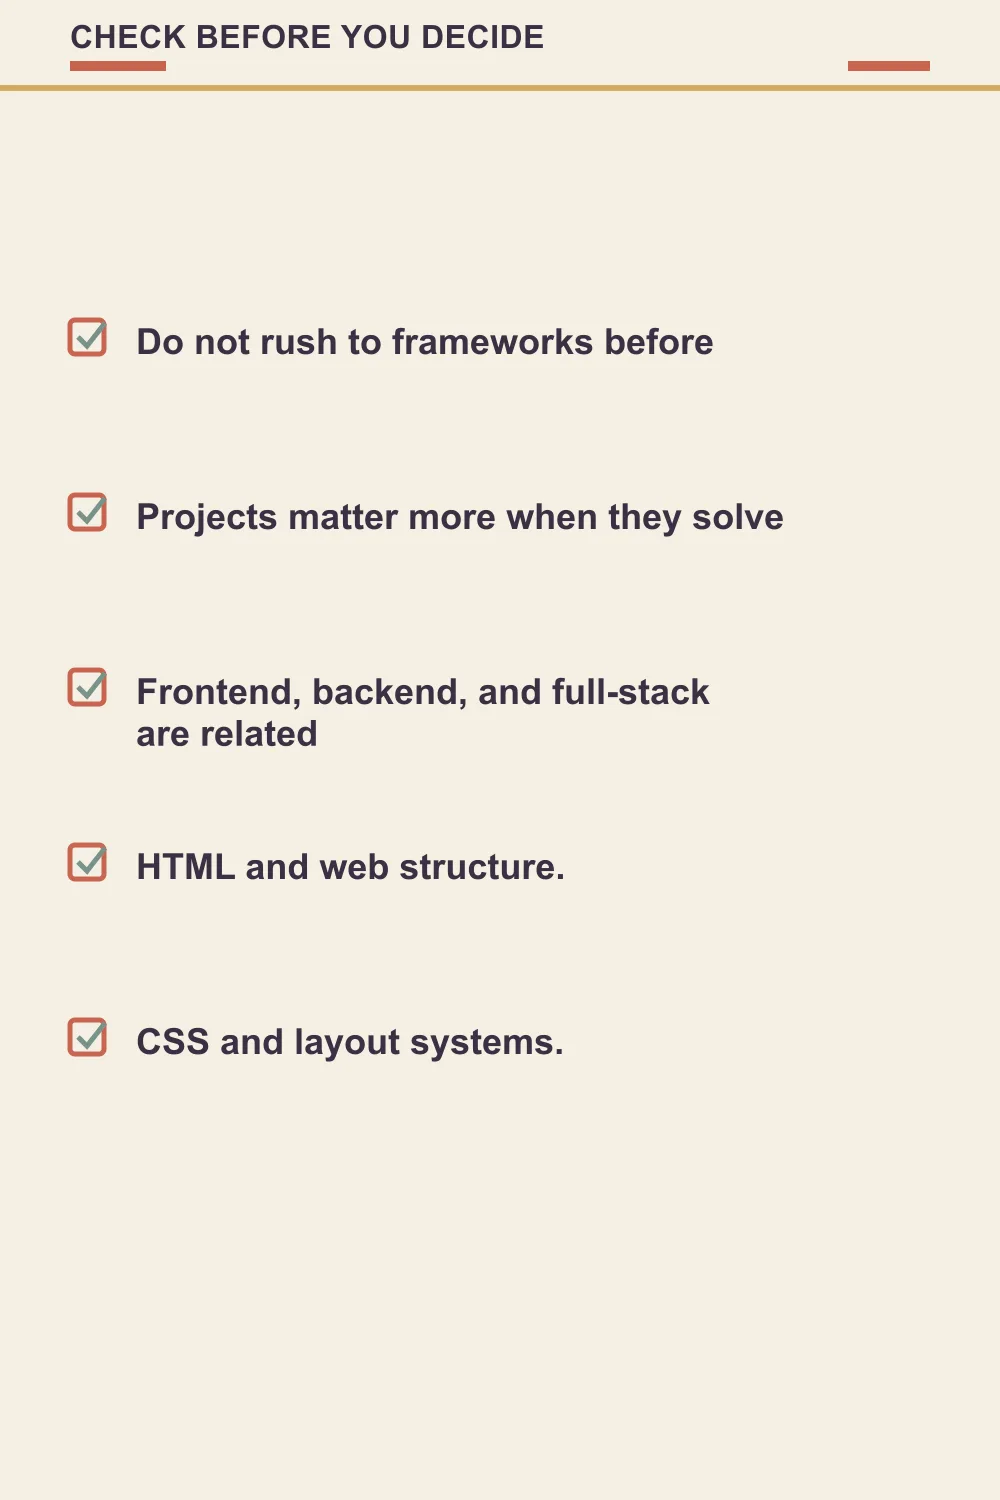 CHECK BEFORE YOU DECIDE
Do not rush to frameworks before
Projects matter more when they solve
Frontend, backend, and full-stack
are related
HTML and web structure.
CSS and layout systems.